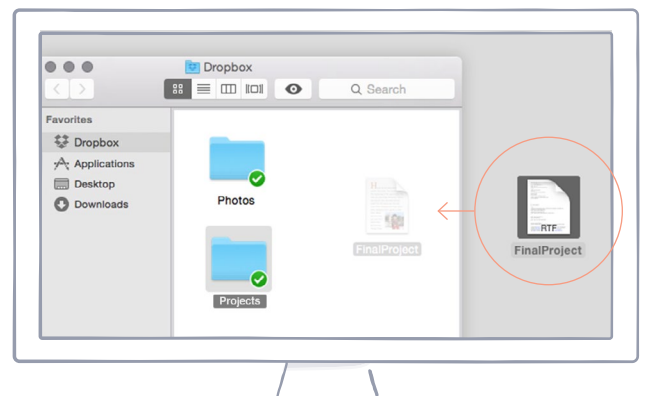 Dropbox
Search
Favorites
Dropbox
Applications
Desktop
Downloads
Photos
Projects
FinalProject
RTF
FinalProject